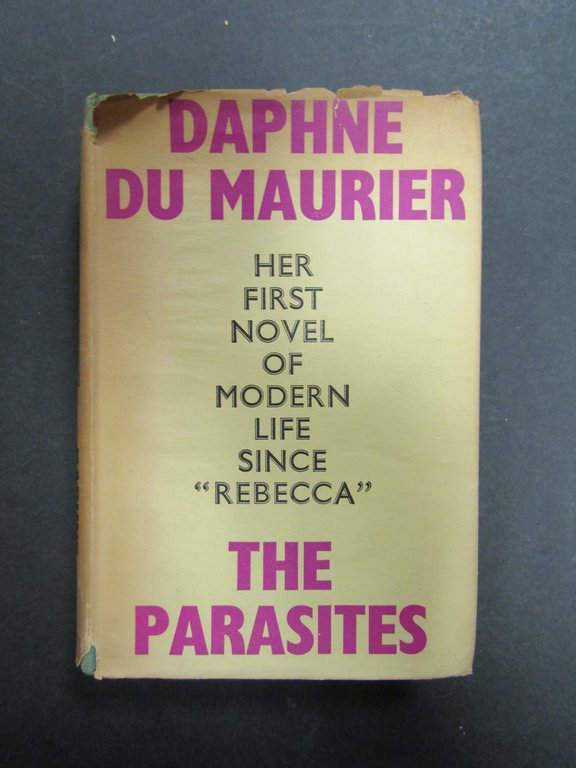 DAPHNE
DU MAURIER
HER
FIRST
NOVEL
OF
MODERN
LIFE
SINCE
“REBECCA”
THE
PARASITES